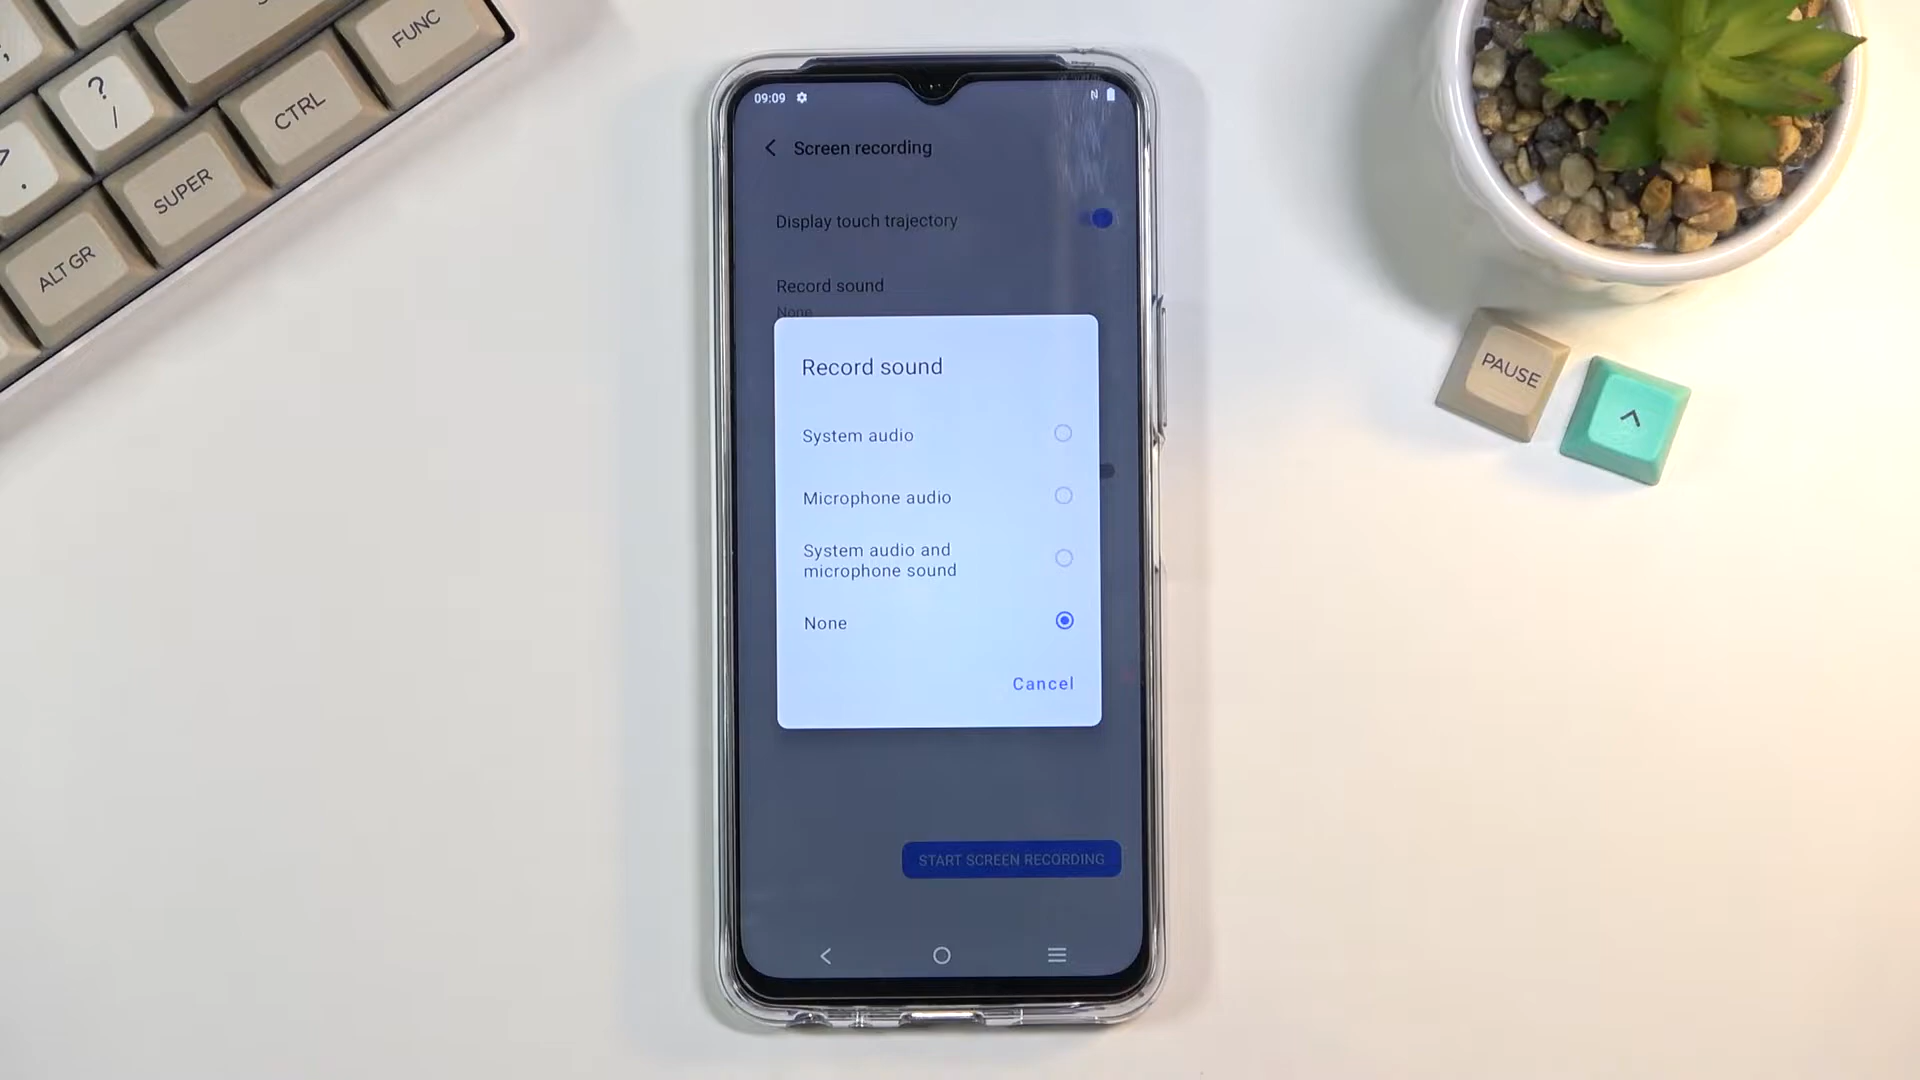 FUNC
?
/
CTRL
>
.
SUPER
ALT GR
09:09
Screen recording
Display touch trajectory
Record sound
None
Record sound
System audio
Microphone audio
System audio and
microphone sound
None
Cancel
START SCREEN RECORDING
PAUSE
^